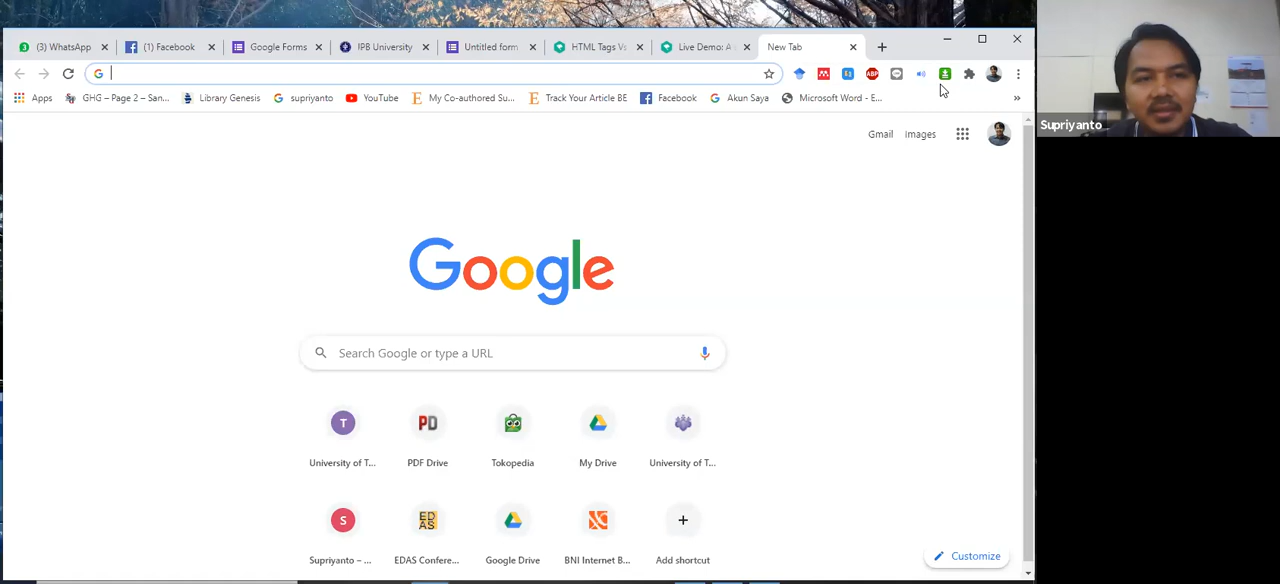 (3) WhatsApp
(1) Facebook
Google Forms
IPB University
Untitled form
HTML Tags Vs
Live Demo: A
New Tab
Apps
GHG – Page 2 – San...
Library Genesis
supriyanto
YouTube
My Co-authored Su...
Track Your Article BE
Facebook
Akun Saya
Microsoft Word - E...
Gmail
Images
Google
Search Google or type a URL
T
PD
University of T...
PDF Drive
Tokopedia
My Drive
University of T...
S
ED
AS
Supriyanto – ...
EDAS Confere...
Google Drive
BNI Internet B...
Add shortcut
Customize
Supriyanto